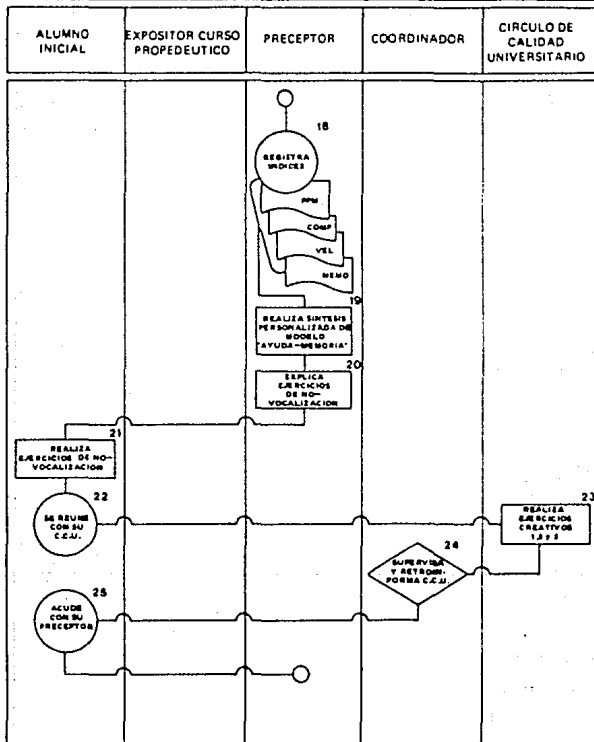 ALUMNO
INICIAL
EXPOSITOR CURSO
PROPEDEUTICO
PRECEPTOR
COORDINADOR
CIRCULO DE
CALIDAD
UNIVERSITARIO
18
REGISTRA
INDICES
PPM
COMP
VEL
MEMO
19
REALIZA SINTESIS
PERSONALIZADA DE
MODELO
"AYUDA-MEMORIA"
20
EXPLICA
EJERCICIOS
DE NO-
VOCALIZACION
21
REALIZA
EJERCICIOS DE NO-
VOCALIZACION
22
SE REUNE
CON SU
C.C.U.
23
REALIZA
EJERCICIOS
CREATIVOS
24
SUPERVISA
Y RETROIN-
FORMA C.C.U.
25
ACUDE
CON SU
PRECEPTOR